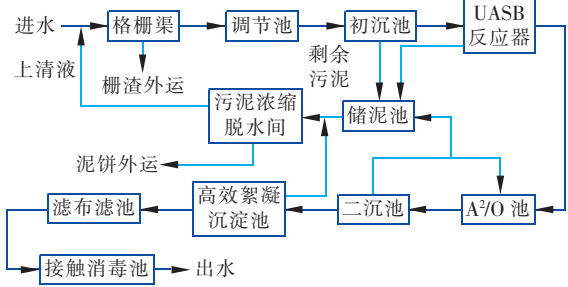 进水
格栅渠
调节池
初沉池
UASB
反应器
上清液
栅渣外运
剩余
污泥
污泥浓缩
脱水间
储泥池
泥饼外运
滤布滤池
高效絮凝
沉淀池
二沉池
A²/O 池
接触消毒池
出水